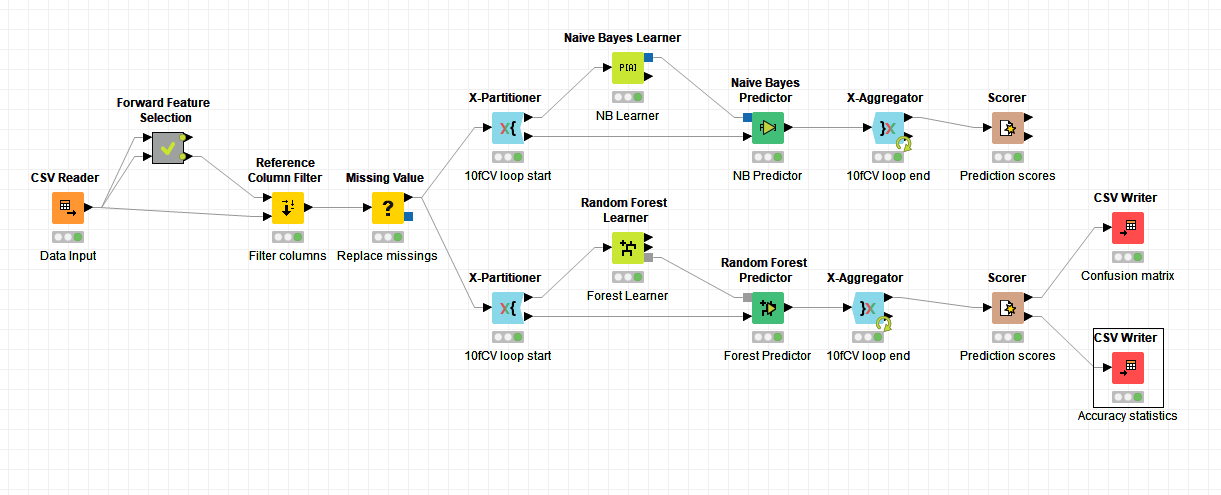 Naive Bayes Learner
P[A]
NB Learner
Forward Feature
Selection
X-Partitioner
X{
10fCV loop start
Naive Bayes
Predictor
NB Predictor
X-Aggregator
}X
10fCV loop end
Scorer
Prediction scores
CSV Reader
Data Input
Reference
Column Filter
Filter columns
Missing Value
?
Replace missings
Random Forest
Learner
Forest Learner
CSV Writer
Confusion matrix
X-Partitioner
X{
10fCV loop start
Random Forest
Predictor
Forest Predictor
X-Aggregator
}X
10fCV loop end
Scorer
Prediction scores
CSV Writer
Accuracy statistics